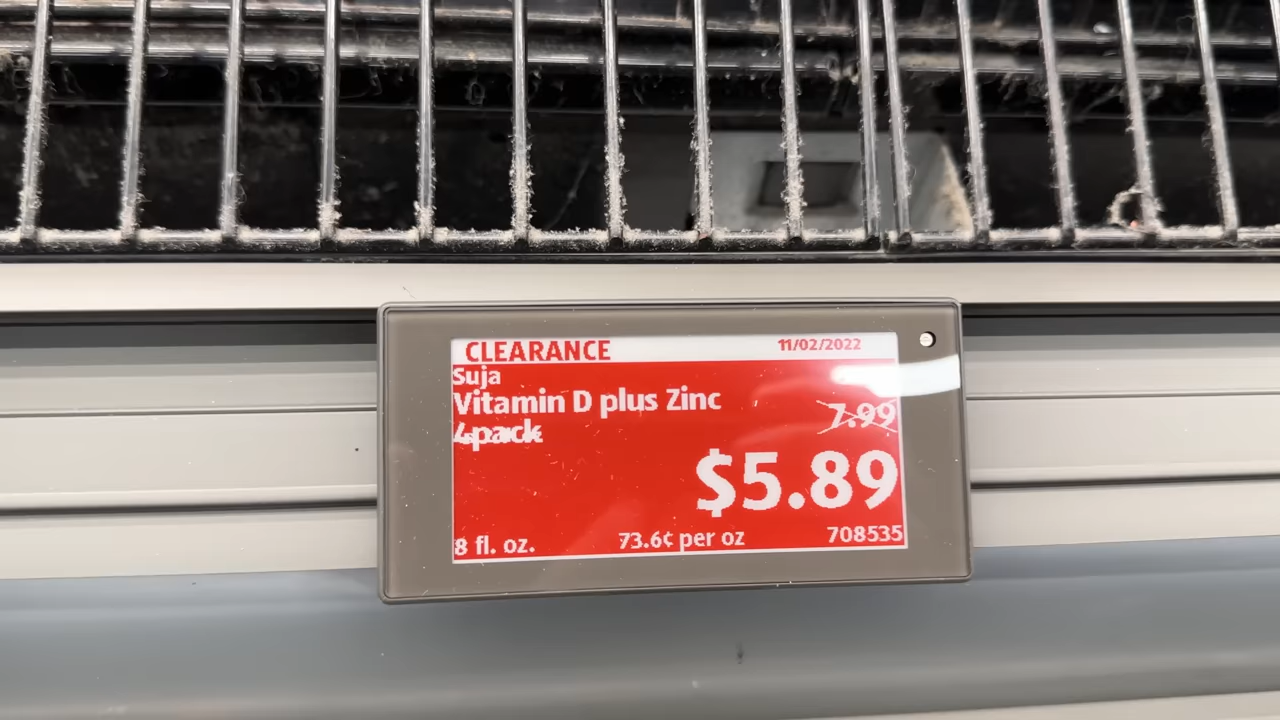 CLEARANCE 11/02/2022
Suja
Vitamin D plus Zinc
4pack
7.99
$5.89
8 fl. oz. 73.6¢ per oz 708535